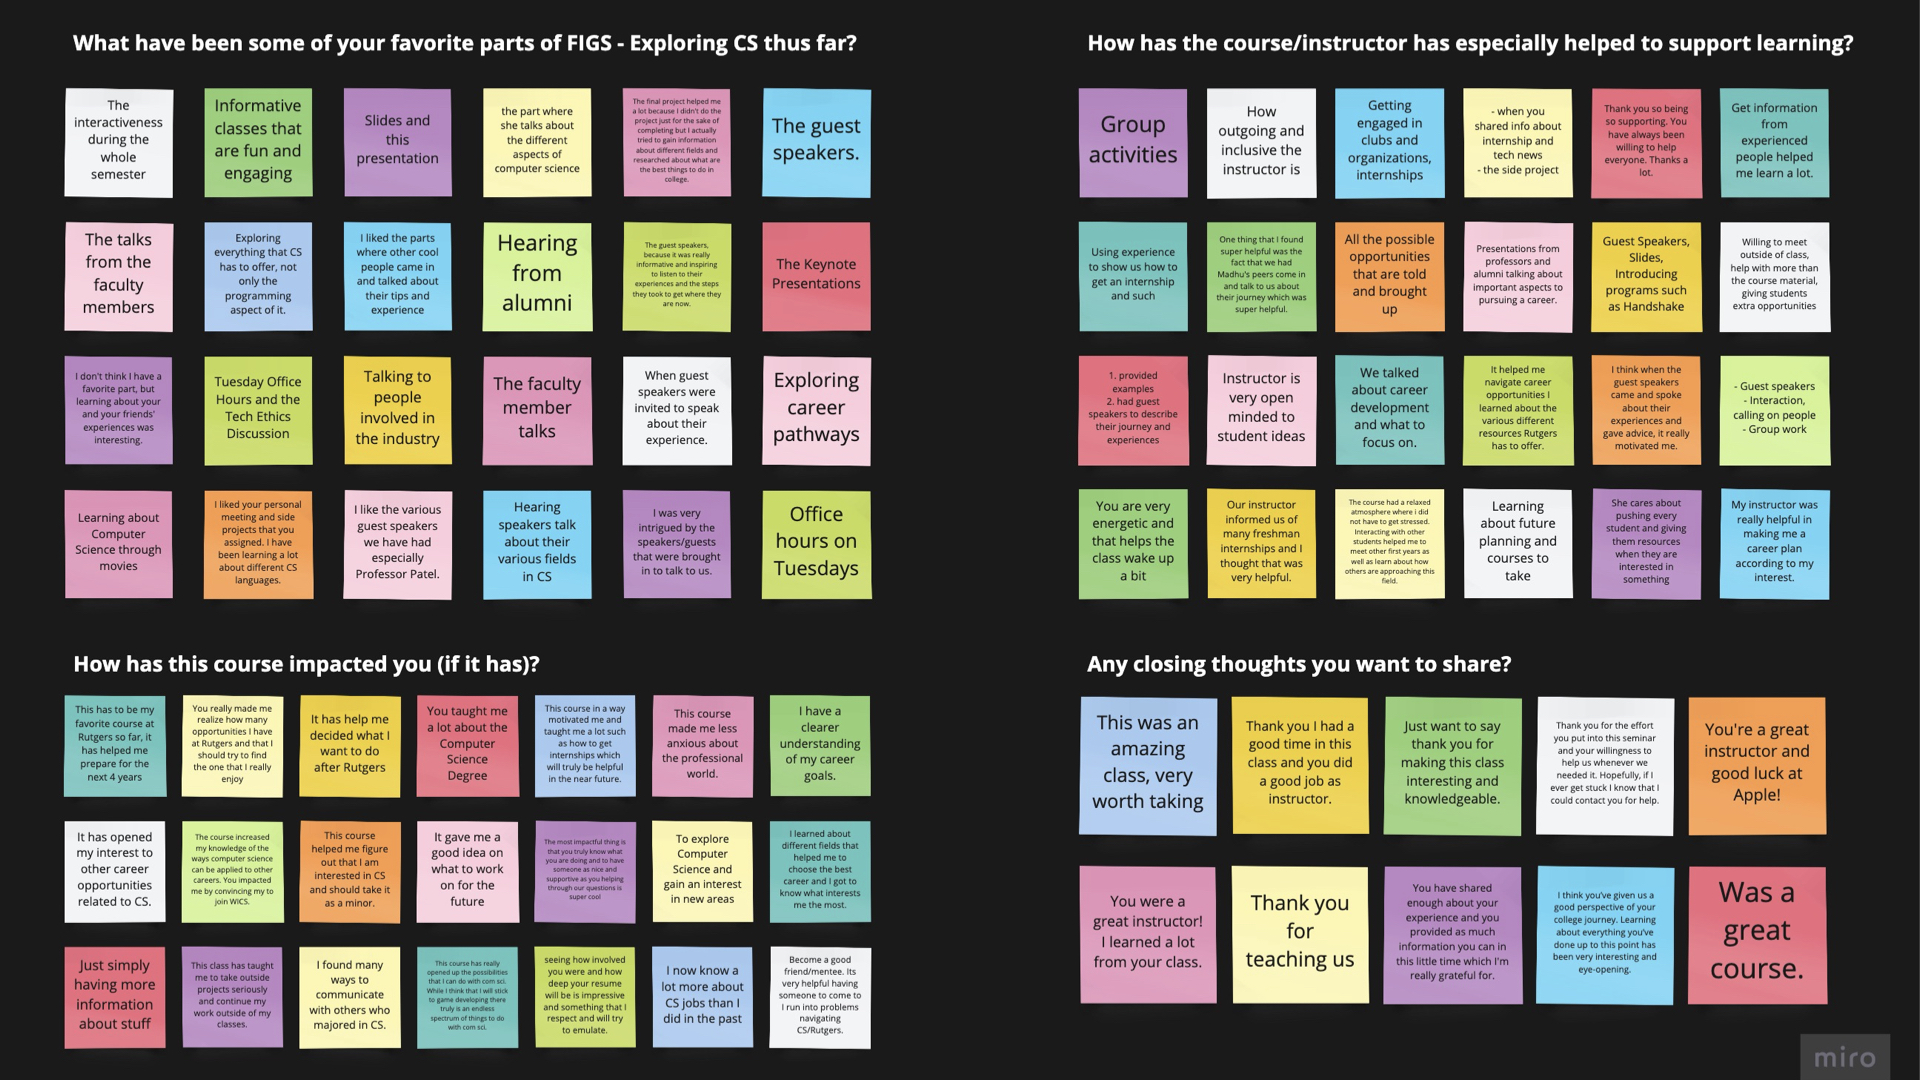 What have been some of your favorite parts of FIGS - Exploring CS thus far?
The
interactiveness
during the
whole
semester
Informative
classes that
are fun and
engaging
Slides and
this
presentation
the part where
she talks about
the different
aspects of
computer science
The final project helped me
a lot because I didn't do the
project just for the sake of
completing but I actually
tried to gain information
about different fields and
researched about what are
the best things to do in
college.
The guest
speakers.
The talks
from the
faculty
members
Exploring
everything that CS
has to offer, not
only the
programming
aspect of it.
I liked the parts
where other cool
people came in
and talked about
their tips and
experience
Hearing
from
alumni
The guest speakers,
because it was really
informative and inspiring
to listen to their
experiences and the steps
they took to get where they
are now.
The Keynote
Presentations
I don't think I have a
favorite part, but
learning about your
and your friends'
experiences was
interesting.
Tuesday Office
Hours and the
Tech Ethics
Discussion
Talking to
people
involved in
the industry
The faculty
member
talks
When guest
speakers were
invited to speak
about their
experience.
Exploring
career
pathways
Learning about
Computer
Science through
movies
I liked your personal
meeting and side
projects that you
assigned. I have
been learning a lot
about different CS
languages.
I like the various
guest speakers
we have had
especially
Professor Patel.
Hearing
speakers talk
about their
various fields
in CS
I was very
intrigued by the
speakers/guests
that were brought
in to talk to us.
Office
hours on
Tuesdays
How has the course/instructor has especially helped to support learning?
Group
activities
How
outgoing and
inclusive the
instructor is
Getting
engaged in
clubs and
organizations,
internships
- when you
shared info about
internship and
tech news
- the side project
Thank you so being
so supporting. You
have always been
willing to help
everyone. Thanks a
lot.
Get information
from
experienced
people helped
me learn a lot.
Using experience
to show us how to
get an internship
and such
One thing that I found
super helpful was the
fact that we had
Madhu's peers come in
and talk to us about
their journey which was
super helpful.
All the possible
opportunities
that are told
and brought
up
Presentations from
professors and
alumni talking about
important aspects to
pursuing a career.
Guest Speakers,
Slides,
Introducing
programs such
as Handshake
Willing to meet
outside of class,
help with more than
the course material,
giving students
extra opportunities
1. provided
examples
2. had guest
speakers to describe
their journey and
experiences
Instructor is
very open
minded to
student ideas
We talked
about career
development
and what to
focus on.
It helped me
navigate career
opportunities I
learned about the
various different
resources Rutgers
has to offer.
I think when the
guest speakers
came and spoke
about their
experiences and
gave advice, it really
motivated me.
- Guest speakers
- Interaction,
calling on people
- Group work
You are very
energetic and
that helps the
class wake up
a bit
Our instructor
informed us of
many freshman
internships and I
thought that was
very helpful.
The course had a relaxed
atmosphere where i did
not have to get stressed.
Interacting with other
students helped me to
meet other first years as
well as learn about how
others are approaching this
field.
Learning
about future
planning and
courses to
take
She cares about
pushing every
student and giving
them resources
when they are
interested in
something
My instructor was
really helpful in
making me a
career plan
according to my
interest.
How has this course impacted you (if it has)?
This has to be my
favorite course at
Rutgers so far, it
has helped me
prepare for the
next 4 years
You really made me
realize how many
opportunities I have
at Rutgers and that I
should try to find
the one that I really
enjoy
It has help me
decided what I
want to do
after Rutgers
You taught me
a lot about the
Computer
Science
Degree
This course in a way
motivated me and
taught me a lot such
as how to get
internships which
will truly be helpful
in the near future.
This course
made me less
anxious about
the professional
world.
I have a
clearer
understanding
of my career
goals.
It has opened
my interest to
other career
opportunities
related to CS.
The course increased
my knowledge of the
ways computer science
can be applied to other
careers. You impacted
me by convincing my to
join WICS.
This course
helped me figure
out that I am
interested in CS
and should take it
as a minor.
It gave me a
good idea on
what to work
on for the
future
The most impactful thing is
that you truly know what
you are doing and to have
someone as nice and
supportive as you helping
through our questions is
super cool
To explore
Computer
Science and
gain an interest
in new areas
I learned about
different fields that
helped me to
choose the best
career and I got to
know what interests
me the most.
Just simply
having more
information
about stuff
This class has taught
me to take outside
projects seriously
and continue my
work outside of my
classes.
I found many
ways to
communicate
with others who
majored in CS.
This course has really
opened up the possibilities
that I can do with com sci.
While I think that I will stick
to game developing there
truly is an endless
spectrum of things to do
with com sci.
seeing how involved
you were and how
deep your resume
will be is impressive
and something that I
respect and will try
to emulate.
I now know a
lot more about
CS jobs than I
did in the past
Become a good
friend/mentee. Its
very helpful having
someone to come to
I run into problems
navigating
CS/Rutgers.
Any closing thoughts you want to share?
This was an
amazing
class, very
worth taking
Thank you I had a
good time in this
class and you did
a good job as
instructor.
Just want to say
thank you for
making this class
interesting and
knowledgeable.
Thank you for the effort
you put into this seminar
and your willingness to
help us whenever we
needed it. Hopefully, if I
ever get stuck I know that I
could contact you for help.
You're a great
instructor and
good luck at
Apple!
You were a
great instructor!
I learned a lot
from your class.
Thank you
for
teaching us
You have shared
enough about your
experience and you
provided as much
information you can in
this little time which I'm
really grateful for.
I think you've given us a
good perspective of your
college journey. Learning
about everything you've
done up to this point has
been very interesting and
eye-opening.
Was a
great
course.
miro